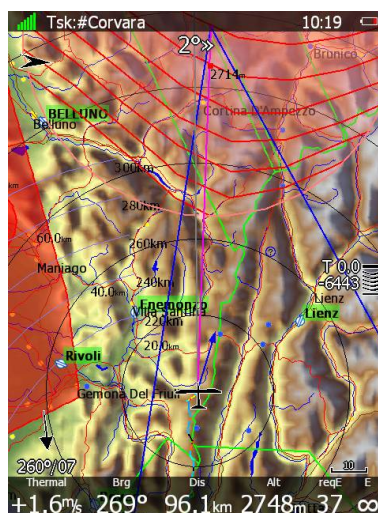 Tsk:#Corvara 10:19
2°»
2714m
Brunico
Cortina D'Ampezzo
BELLUNO
Belluno
300km
280km
60.0km
260km
Maniago
240km
40.0km
T 0.0
-6443
Lienz
Lienz
Enemonzo
Villa Santina
220km
20.0km
Rivoli
Gemona Del Friuli
260°/07
10
Thermal Brg Dis Alt reqE E
+1.6m/s 269° 96.1km 2748m 37 ∞